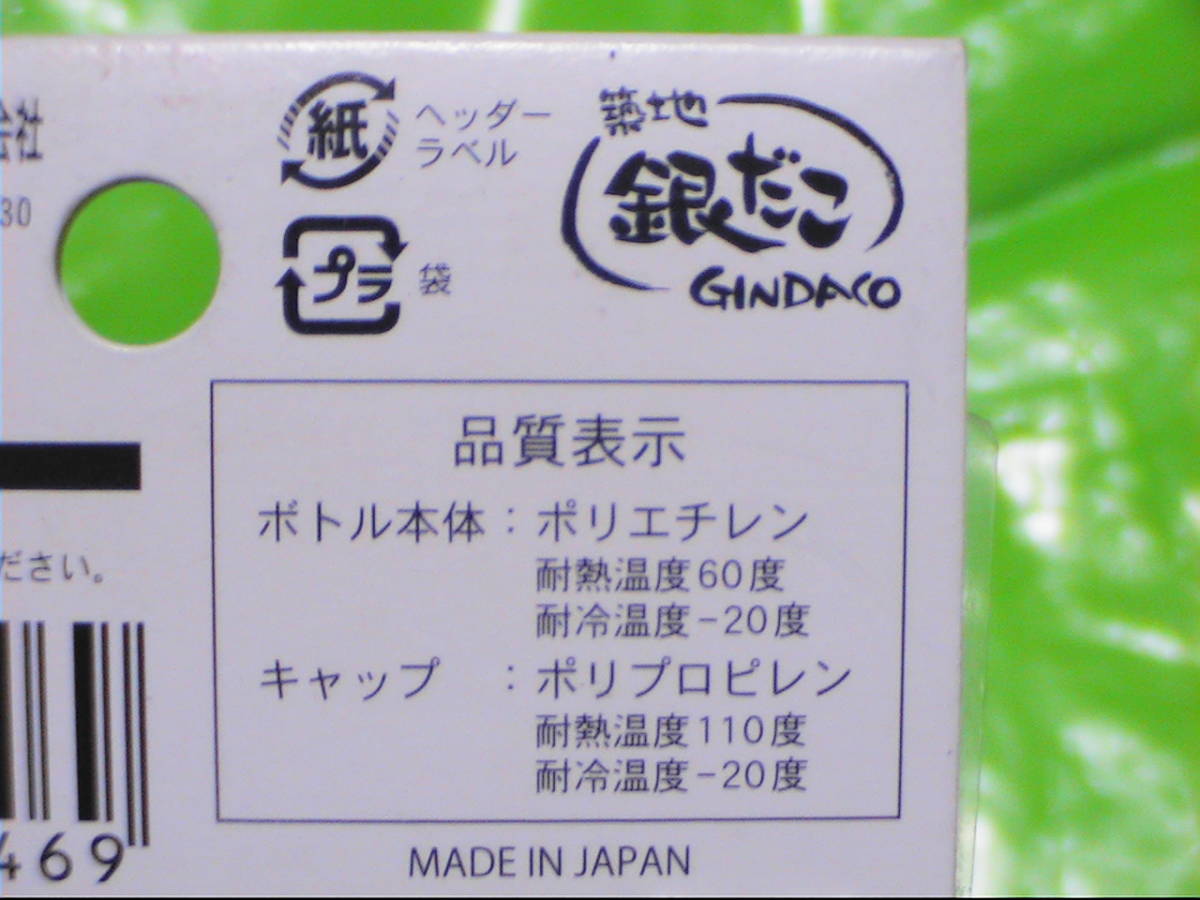 会社
30
紙
ヘッダー
ラベル
プラ
袋
築地
銀だこ
GINDACO
品質表示
ボトル本体：ポリエチレン
耐熱温度60度
耐冷温度−20度
キャップ ：ポリプロピレン
耐熱温度110度
耐冷温度−20度
ださい。
469
MADE IN JAPAN